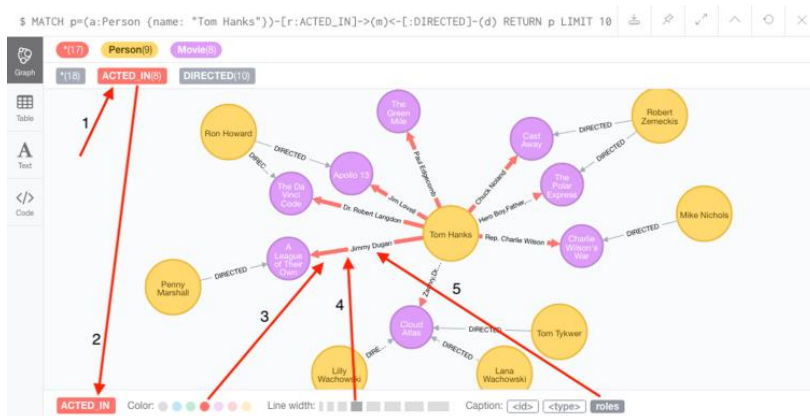 $ MATCH p=(a:Person {name: "Tom Hanks"})-[r:ACTED_IN]->(m)<-[:DIRECTED]-(d) RETURN p LIMIT 10
*(17) Person(9) Movie(8)
*(18) ACTED_IN(8) DIRECTED(10)
Graph
Table
A
Text
</>
Code
1
2
3
4
5
The
Green
Mile
Robert
Zemeckis
Ron Howard
DIRECTED
DIREC...
Cast
Away
DIRECTED
DIRECTED
Apollo 13
Paul Edgecomb
Chuck Noland
The
Polar
Express
The Da
Vinci
Code
Jim Lovell
Hero Boy,Father,
Dr. Robert Langdon
Mike Nichols
Tom Hanks
Rep. Charlie Wilson
Charlie
Wilson's
War
DIRECTED
Jimmy Dugan
A
League
of Their
Own
DIRECTED
Penny
Marshall
Zachry,Dr...
Cloud
Atlas
DIRECTED
Tom Tykwer
DIRE...
DIRECTED
Lilly
Wachowski
Lana
Wachowski
ACTED_IN Color: Line width: Caption: <id> <type> roles